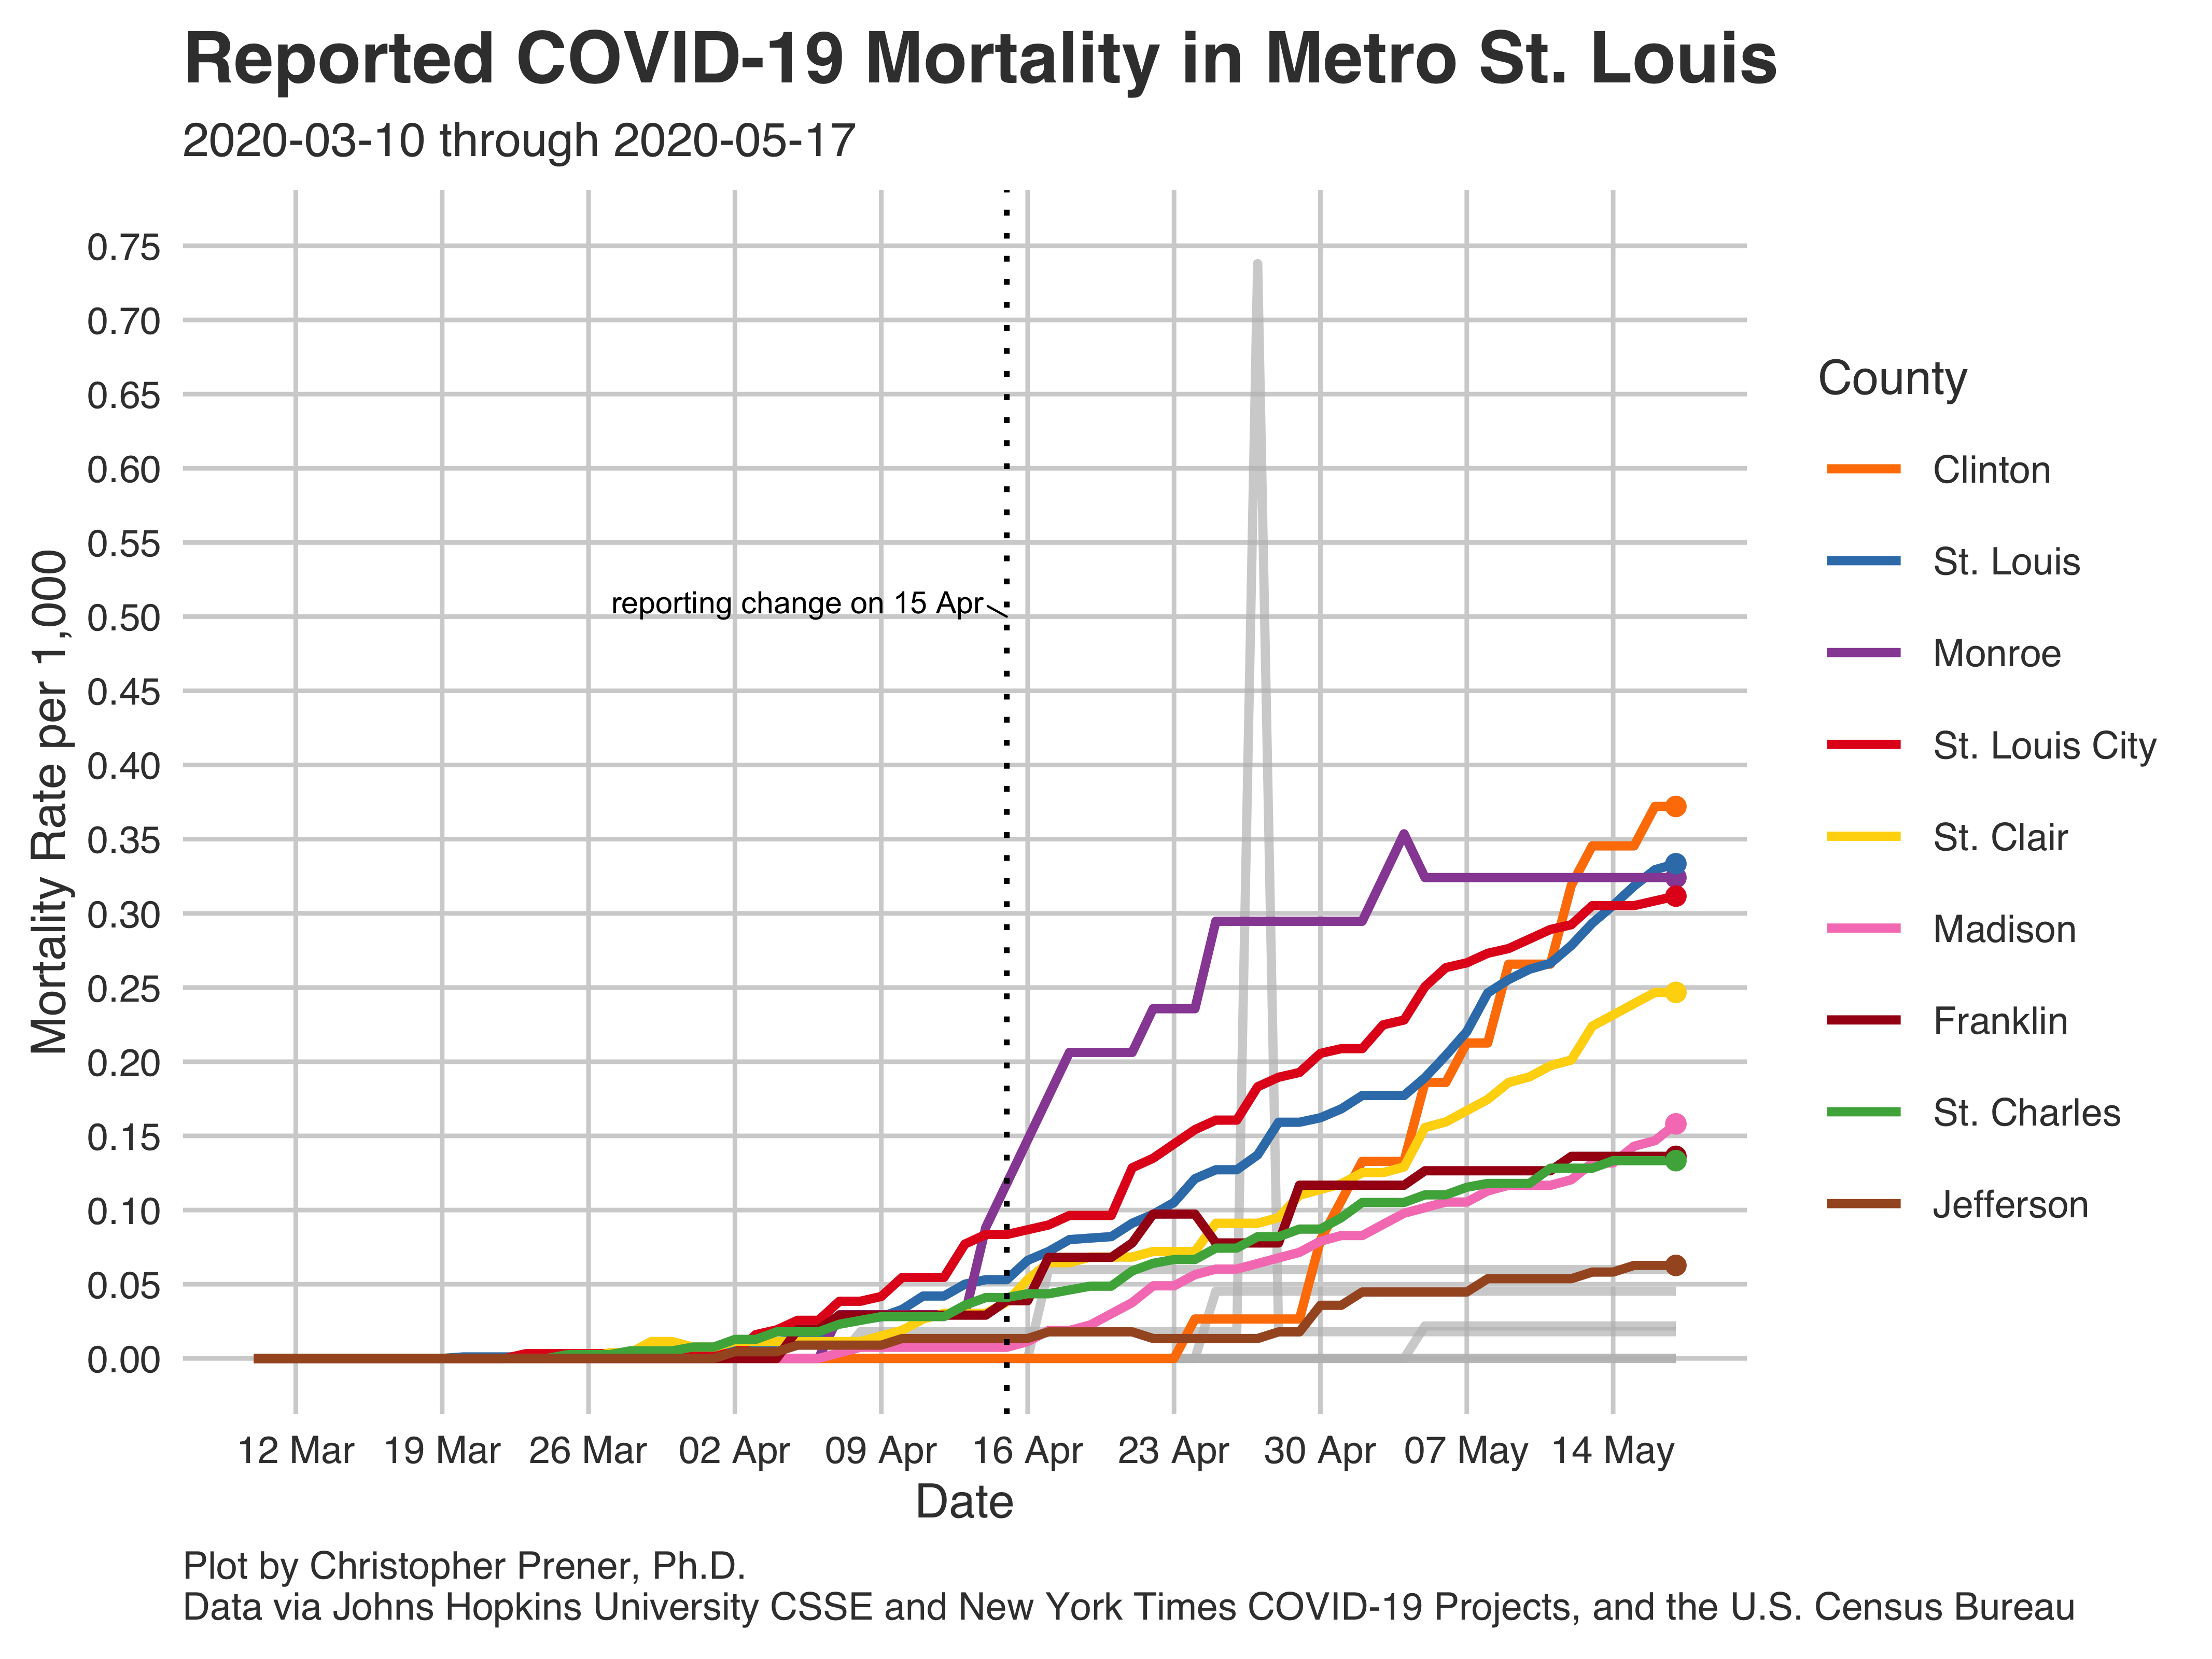 Reported COVID-19 Mortality in Metro St. Louis
2020-03-10 through 2020-05-17
Mortality Rate per 1,000
0.75
0.70
0.65
0.60
0.55
0.50
0.45
0.40
0.35
0.30
0.25
0.20
0.15
0.10
0.05
0.00
reporting change on 15 Apr
12 Mar 19 Mar 26 Mar 02 Apr 09 Apr 16 Apr 23 Apr 30 Apr 07 May 14 May
Date
County
Clinton
St. Louis
Monroe
St. Louis City
St. Clair
Madison
Franklin
St. Charles
Jefferson
Plot by Christopher Prener, Ph.D.
Data via Johns Hopkins University CSSE and New York Times COVID-19 Projects, and the U.S. Census Bureau